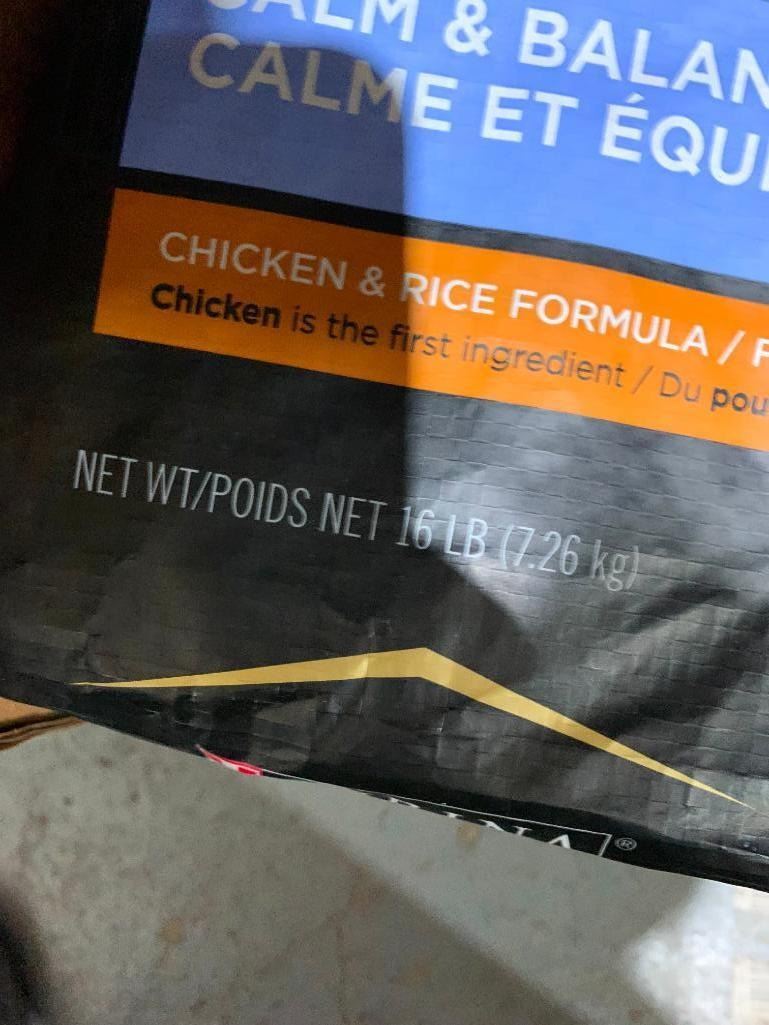 CALM & BALAN
CALME ET ÉQUI
CHICKEN & RICE FORMULA / F
Chicken is the first ingredient / Du pou
NET WT/POIDS NET 16 LB (7.26 kg)
RINA®